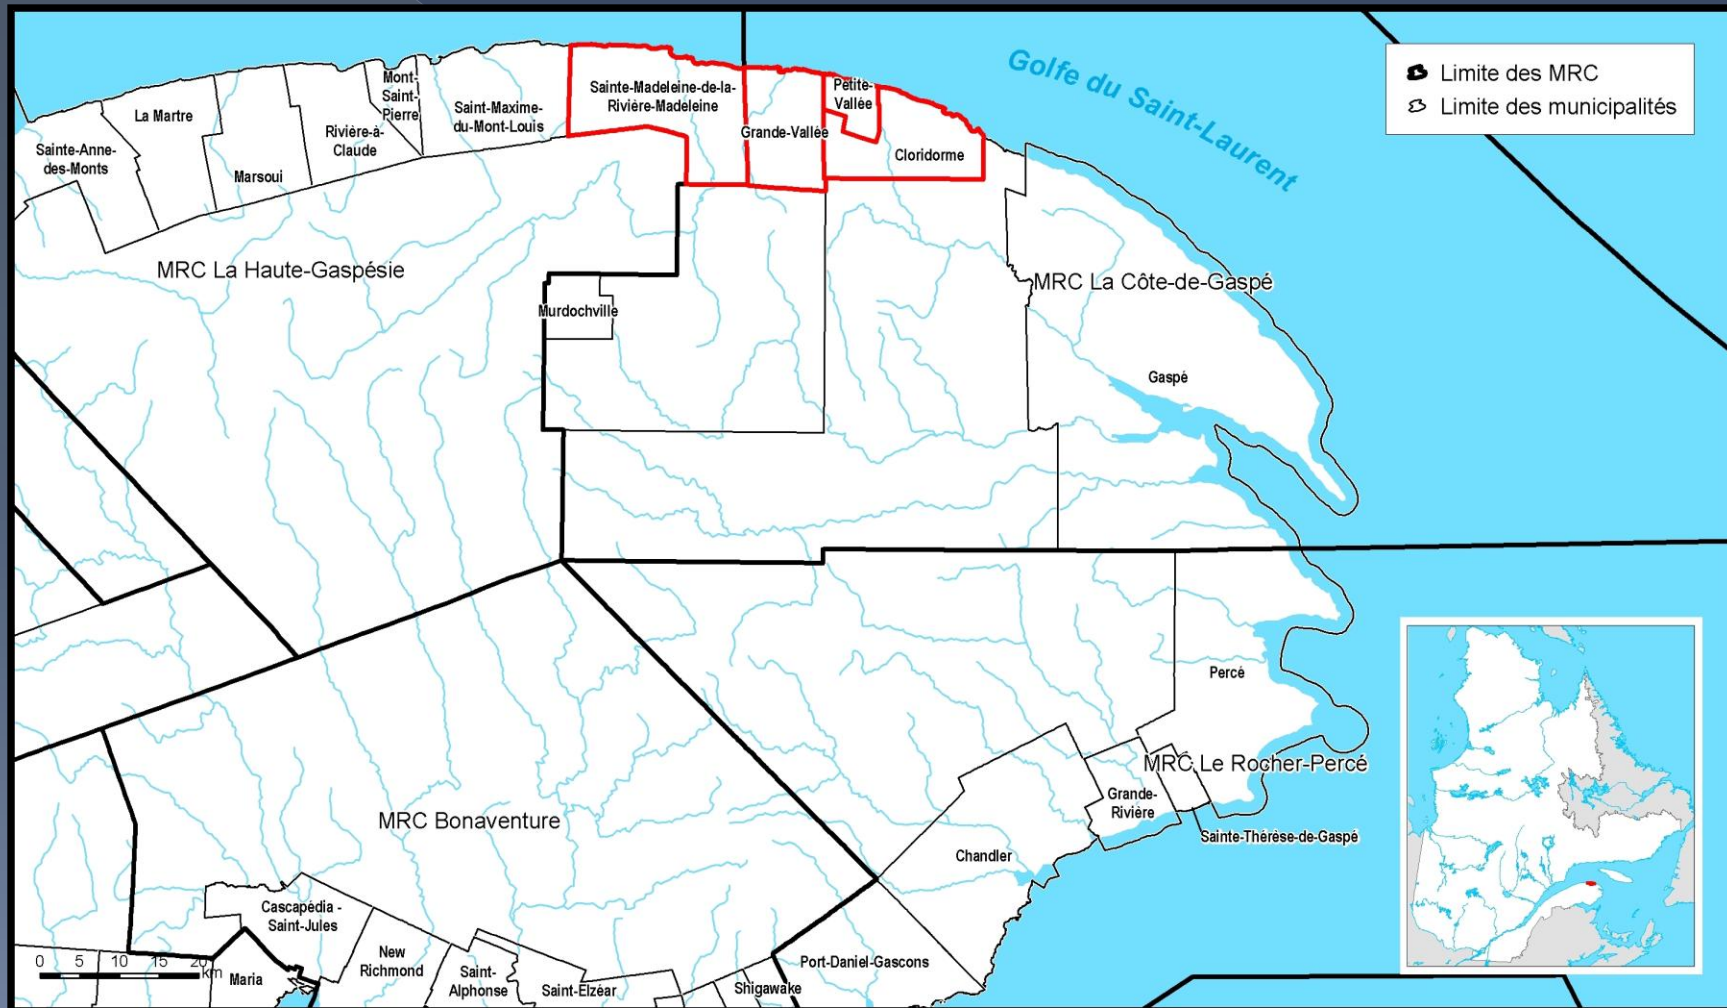 Golfe du Saint-Laurent
Limite des MRC
Limite des municipalités
Sainte-Anne-
des-Monts
La Martre
Marsoui
Rivière-à-
Claude
Mont-
Saint-
Pierre
Saint-Maxime-
du-Mont-Louis
Sainte-Madeleine-de-la-
Rivière-Madeleine
Grande-Vallée
Petite-
Vallée
Cloridorme
MRC La Haute-Gaspésie
MRC La Côte-de-Gaspé
Murdochville
Gaspé
Percé
MRC Le Rocher-Percé
Grande-
Rivière
Sainte-Thérèse-de-Gaspé
MRC Bonaventure
Chandler
Cascapédia -
Saint-Jules
New
Richmond
Port-Daniel-Gascons
Maria
Saint-
Alphonse
Saint-Elzéar
Shigawake
0 5 10 15 20
km